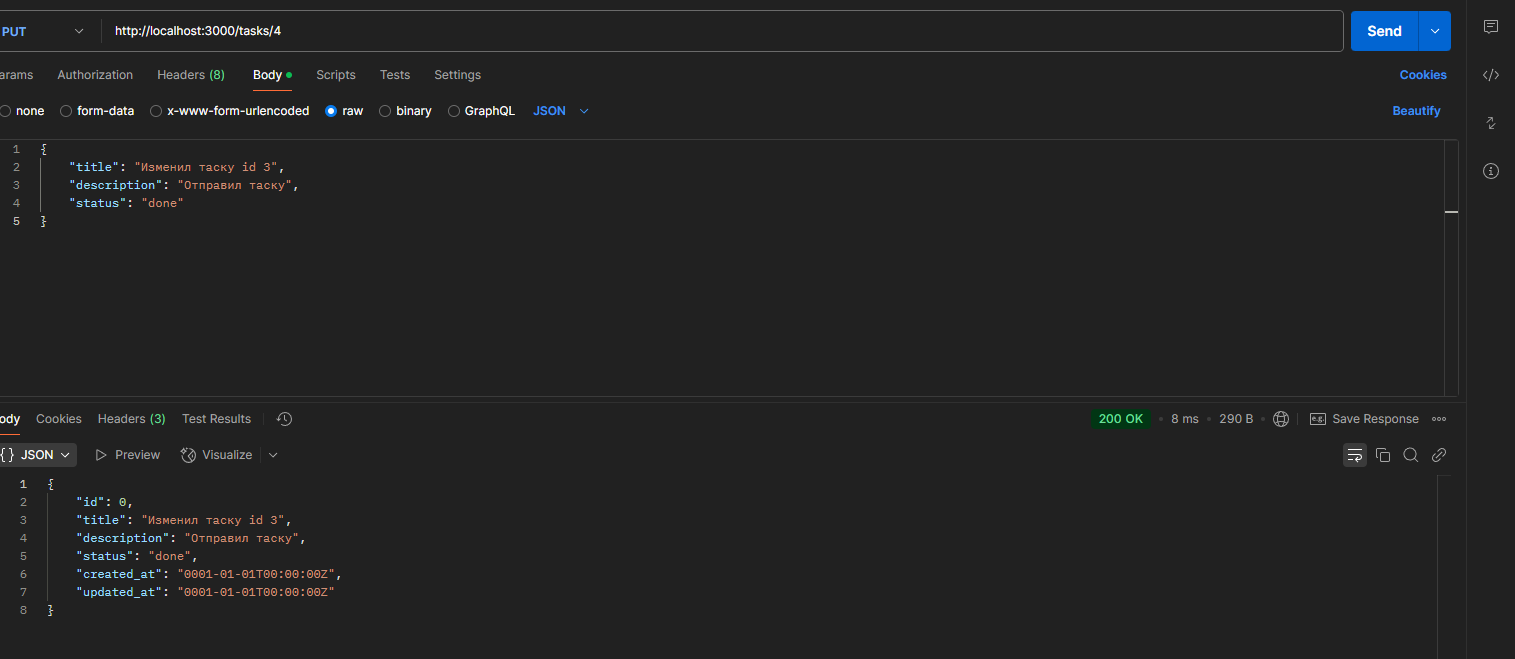 PUT http://localhost:3000/tasks/4 Send
arams Authorization Headers (8) Body Scripts Tests Settings Cookies
none form-data x-www-form-urlencoded raw binary GraphQL JSON Beautify
1 {
2 "title": "Изменил таску id 3",
3 "description": "Отправил таску",
4 "status": "done"
5 }
ody Cookies Headers (3) Test Results 200 OK • 8 ms • 290 B • e.g. Save Response
{} JSON Preview Visualize
1 {
2 "id": 0,
3 "title": "Изменил таску id 3",
4 "description": "Отправил таску",
5 "status": "done",
6 "created_at": "0001-01-01T00:00:00Z",
7 "updated_at": "0001-01-01T00:00:00Z"
8 }